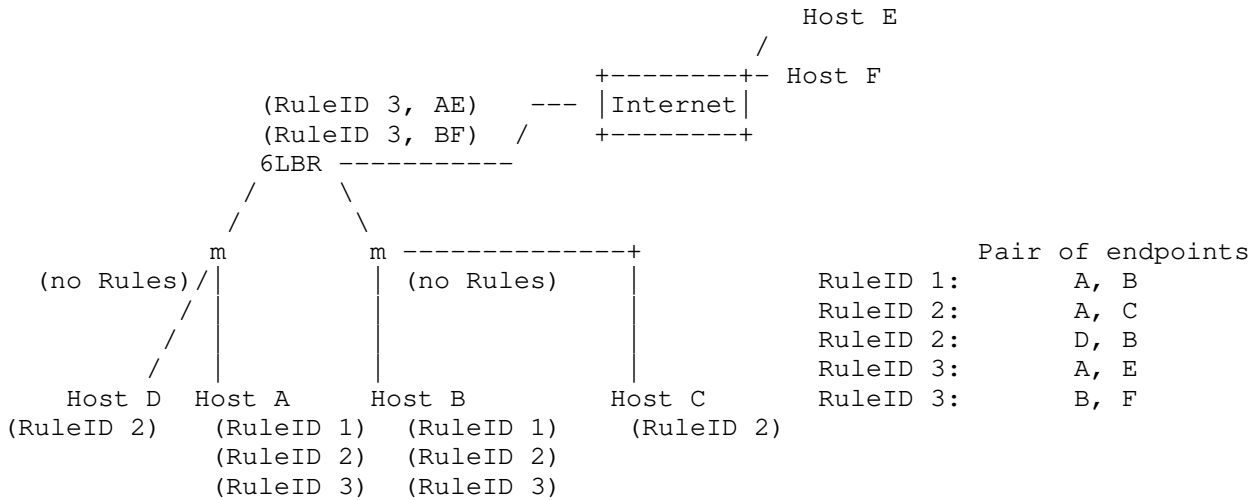 Host E
Host F
(RuleID 3, AE) Internet
(RuleID 3, BF)
6LBR
m m Pair of endpoints
(no Rules) (no Rules) RuleID 1: A, B
RuleID 2: A, C
RuleID 2: D, B
RuleID 3: A, E
Host D Host A Host B Host C RuleID 3: B, F
(RuleID 2) (RuleID 1) (RuleID 1) (RuleID 2)
(RuleID 2) (RuleID 2)
(RuleID 3) (RuleID 3)